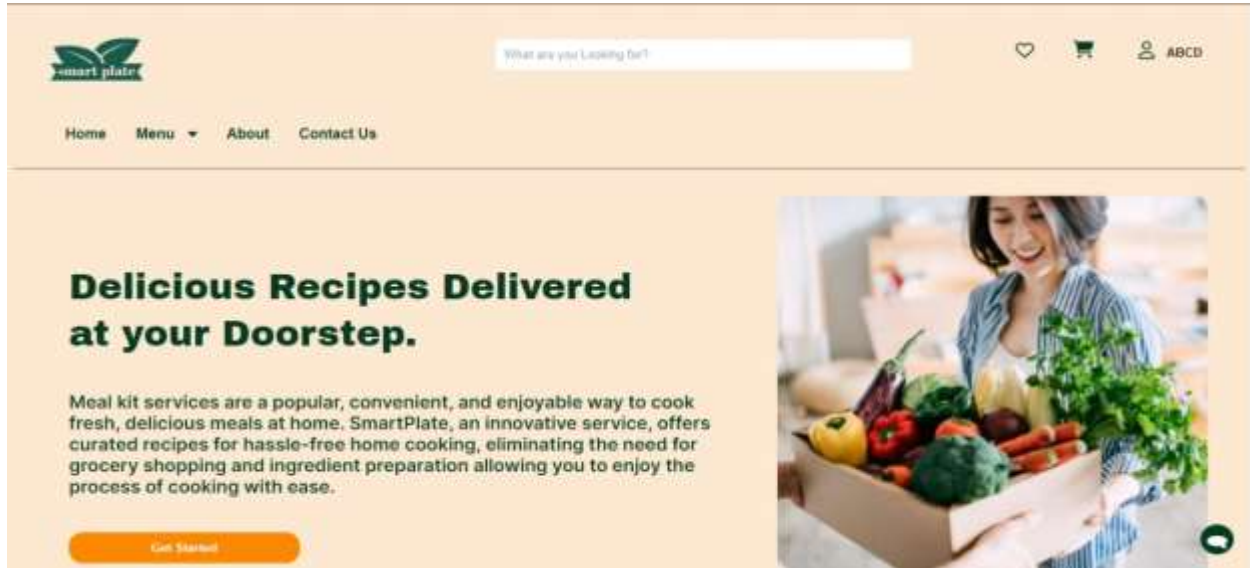 smart plate
What are you Looking for?
ABCD
Home Menu About Contact Us
Delicious Recipes Delivered
at your Doorstep.
Meal kit services are a popular, convenient, and enjoyable way to cook
fresh, delicious meals at home. SmartPlate, an innovative service, offers
curated recipes for hassle-free home cooking, eliminating the need for
grocery shopping and ingredient preparation allowing you to enjoy the
process of cooking with ease.
Get Started